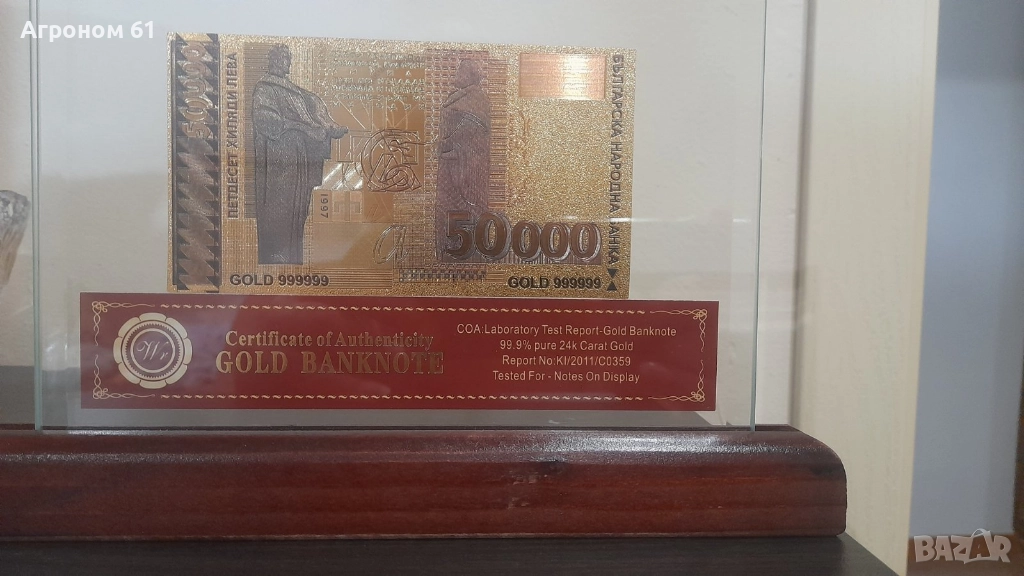 Агроном 61
50000
ПЕТДЕСЕТ ХИЛЯДИ ЛЕВА
1997
50000
БЪЛГАРСКА НАРОДНА БАНКА
GOLD 999999
GOLD 999999
Certificate of Authenticity
GOLD BANKNOTE
COA:Laboratory Test Report-Gold Banknote
99.9% pure 24k Carat Gold
Report No:KI/2011/C0359
Tested For - Notes On Display
BAZAR